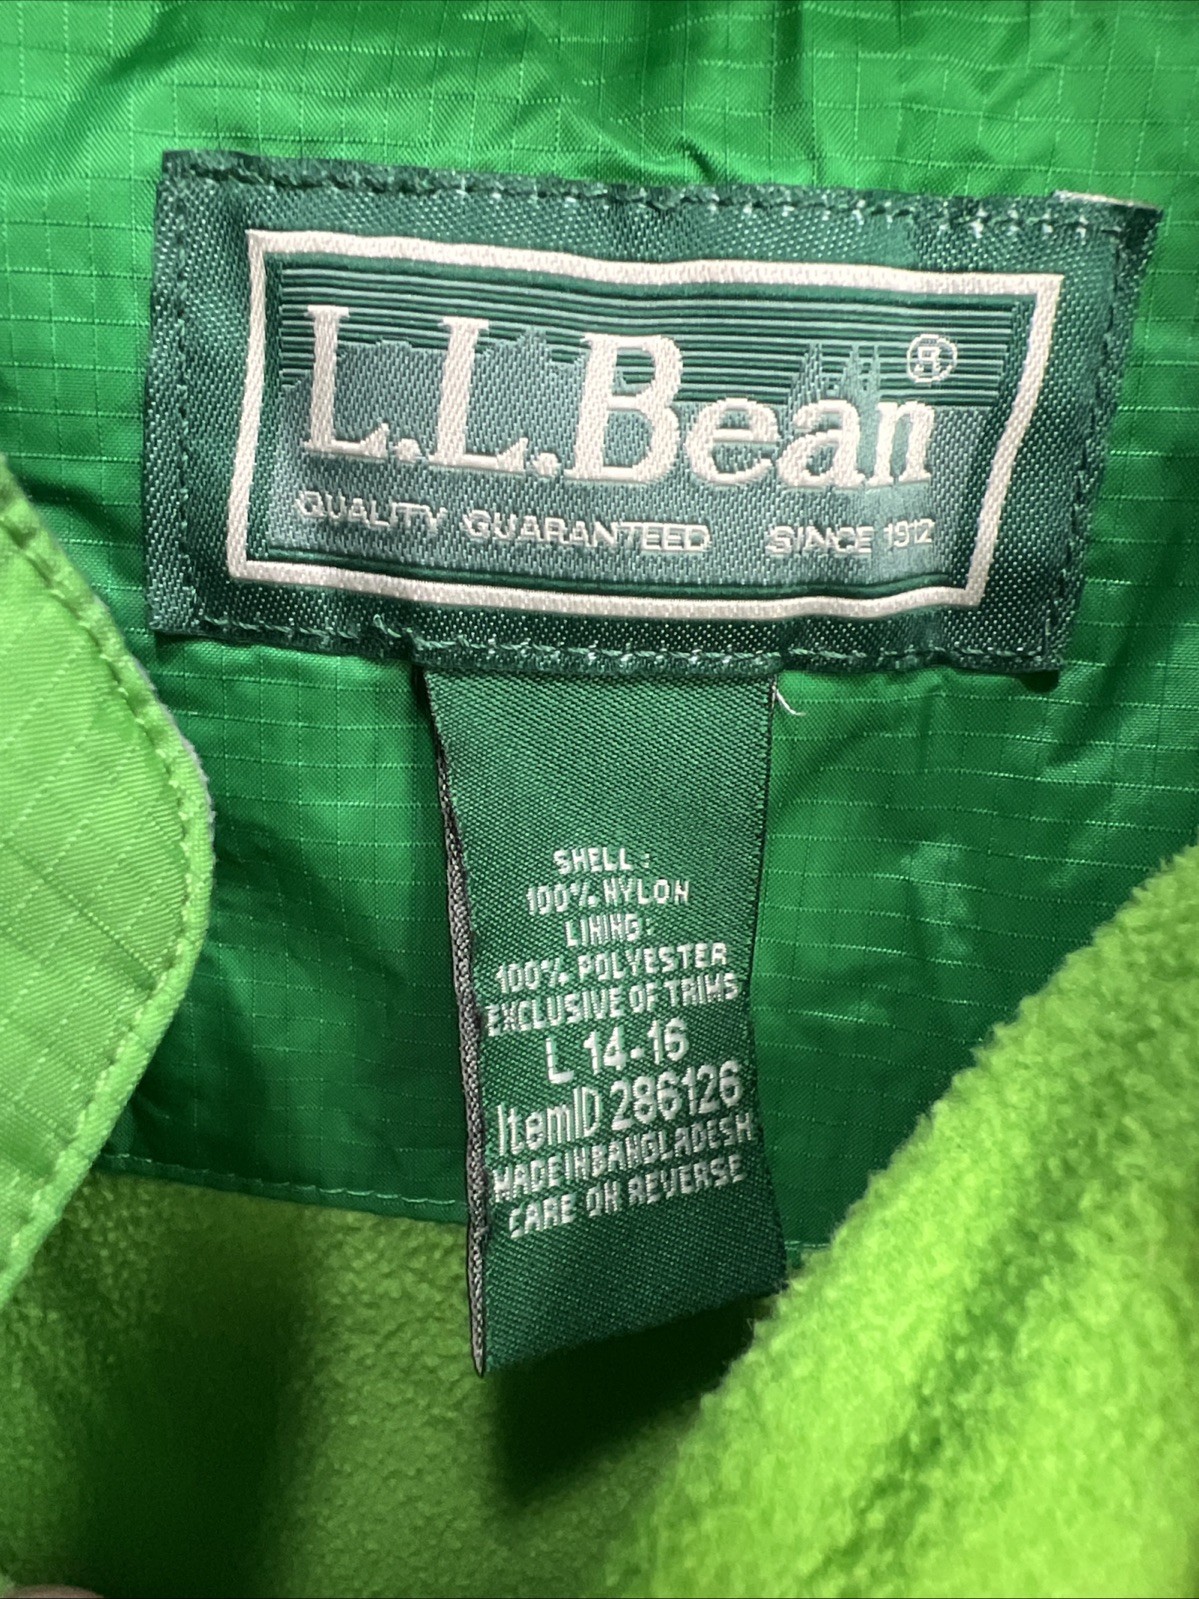 L.L.Bean®
QUALITY GUARANTEED SINCE 1912
SHELL:
100% NYLON
LINING:
100% POLYESTER
EXCLUSIVE OF TRIMS
L 14-16
ItemID 286126
MADE IN BANGLADESH
CARE ON REVERSE